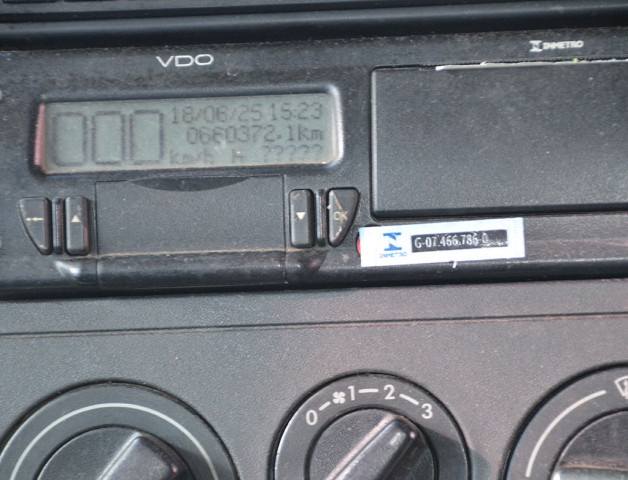 VDO
INMETRO
000
18/06/25 15:23
0660372.1km
km/h ?????
OK
INMETRO
G-07.466.786-
0 1 2 3